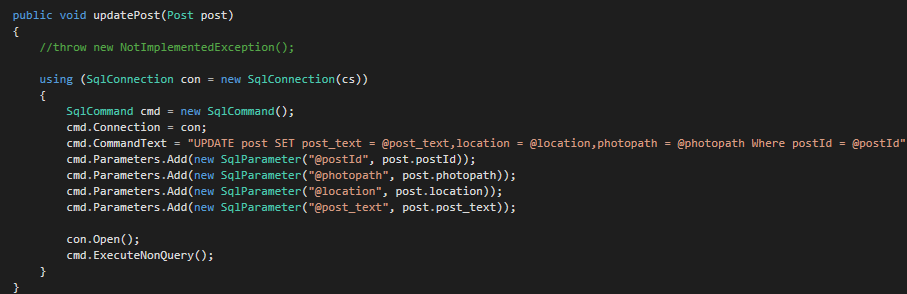 public void updatePost(Post post)
{
//throw new NotImplementedException();
using (SqlConnection con = new SqlConnection(cs))
{
SqlCommand cmd = new SqlCommand();
cmd.Connection = con;
cmd.CommandText = "UPDATE post SET post_text = @post_text,location = @location,photopath = @photopath Where postId = @postId"
cmd.Parameters.Add(new SqlParameter("@postId", post.postId));
cmd.Parameters.Add(new SqlParameter("@photopath", post.photopath));
cmd.Parameters.Add(new SqlParameter("@location", post.location));
cmd.Parameters.Add(new SqlParameter("@post_text", post.post_text));
con.Open();
cmd.ExecuteNonQuery();
}
}